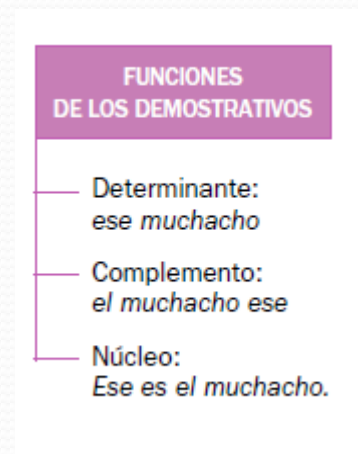 FUNCIONES
DE LOS DEMOSTRATIVOS
Determinante:
ese muchacho
Complemento:
el muchacho ese
Núcleo:
Ese es el muchacho.